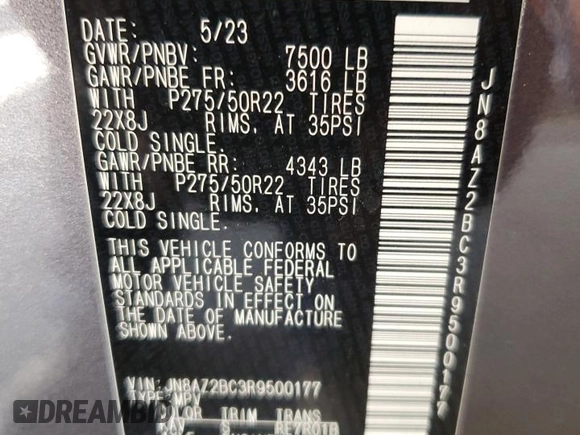 DATE: 5/23
GVWR/PNBV: 7500 LB
GAWR/PNBE FR: 3616 LB
WITH P275/50R22 TIRES
22X8J RIMS, AT 35PSI
COLD SINGLE.
GAWR/PNBE RR: 4343 LB
WITH P275/50R22 TIRES
22X8J RIMS, AT 35PSI
COLD SINGLE.
THIS VEHICLE CONFORMS TO
ALL APPLICABLE FEDERAL
MOTOR VEHICLE SAFETY
STANDARDS IN EFFECT ON
THE DATE OF MANUFACTURE
SHOWN ABOVE.
VIN: JN8AZ2BC3R9500177
TYPE: MPV
TRIM TRANS
RE7R01B
JN8AZ2BC3R9500177
RideSafely